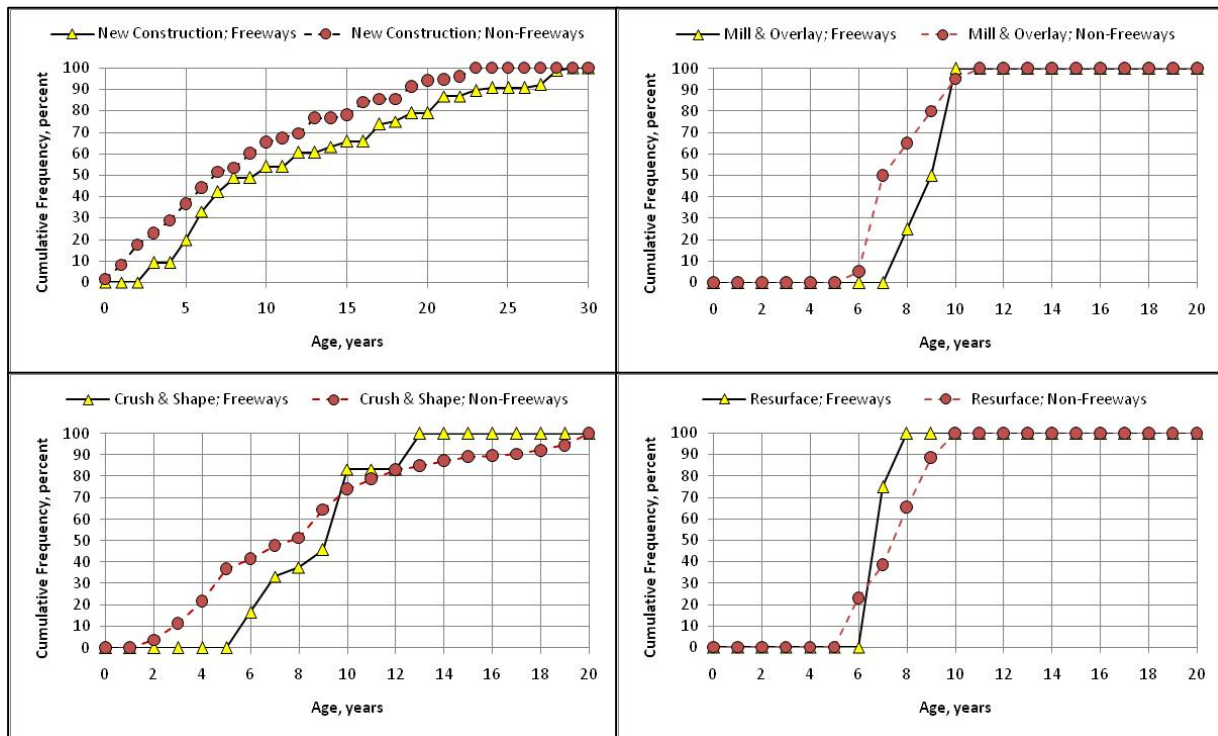 New Construction; Freeways New Construction; Non-Freeways
Cumulative Frequency, percent
100
90
80
70
60
50
40
30
20
10
0
0 5 10 15 20 25 30
Age, years
Mill & Overlay; Freeways Mill & Overlay; Non-Freeways
Cumulative Frequency, percent
100
90
80
70
60
50
40
30
20
10
0
0 2 4 6 8 10 12 14 16 18 20
Age, years
Crush & Shape; Freeways Crush & Shape; Non-Freeways
Cumulative Frequency, percent
100
90
80
70
60
50
40
30
20
10
0
0 2 4 6 8 10 12 14 16 18 20
Age, years
Resurface; Freeways Resurface; Non-Freeways
Cumulative Frequency, percent
100
90
80
70
60
50
40
30
20
10
0
0 2 4 6 8 10 12 14 16 18 20
Age, years